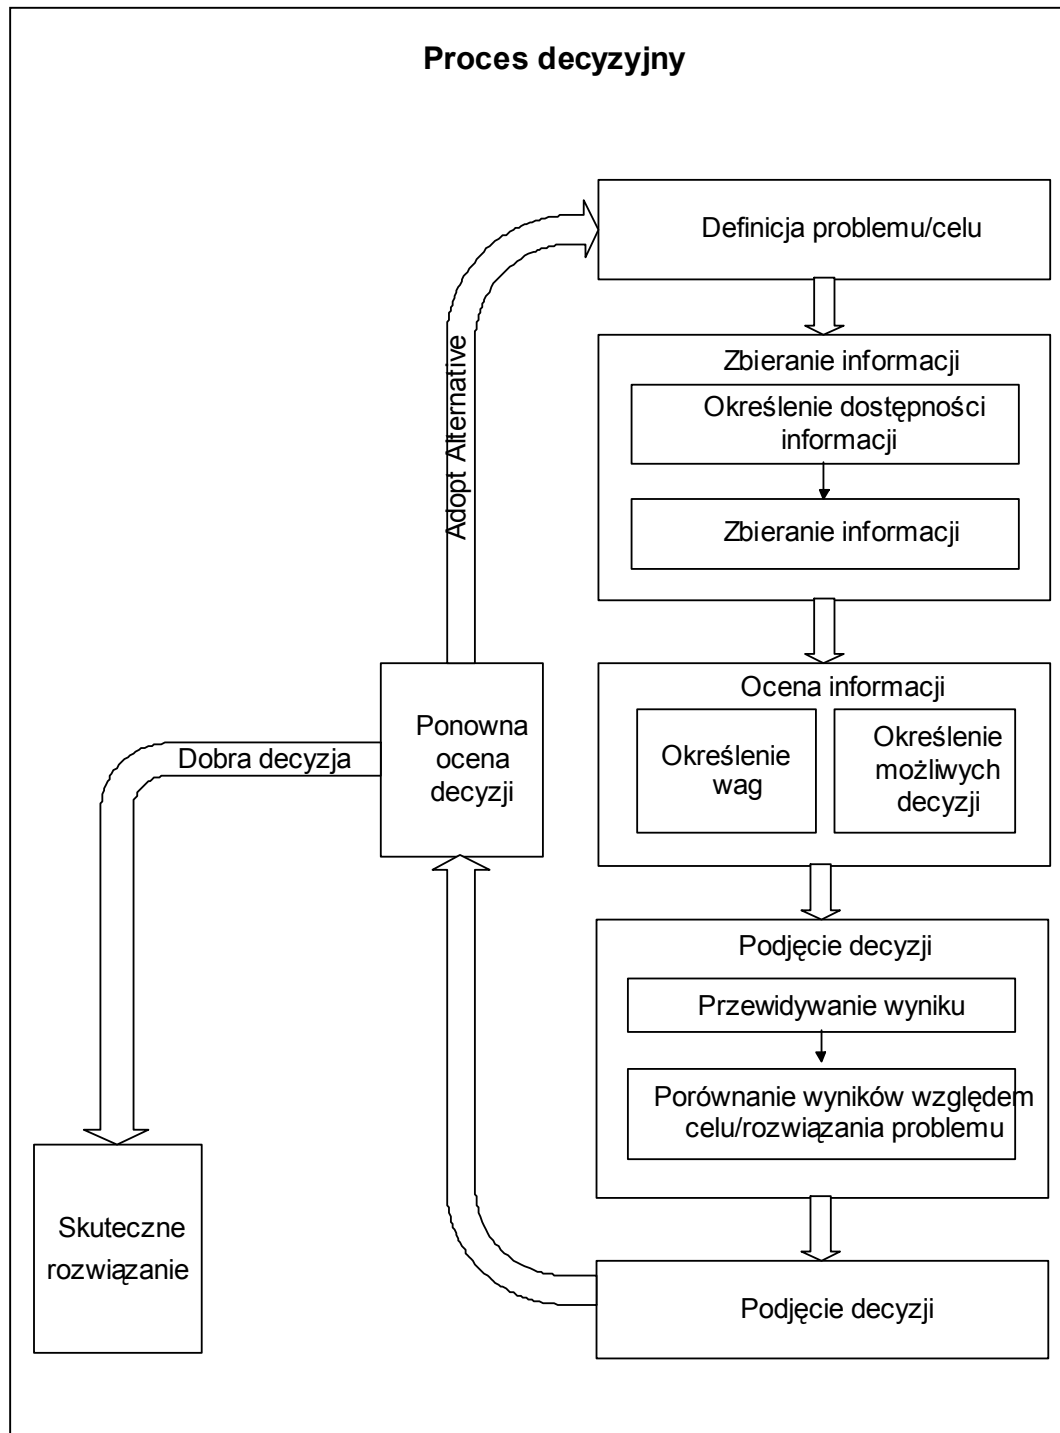 Proces decyzyjny
Definicja problemu/celu
Zbieranie informacji
Określenie dostępności
informacji
Zbieranie informacji
Adopt Alternative
Ocena informacji
Określenie
wag
Określenie
możliwych
decyzji
Ponowna
ocena
decyzji
Dobra decyzja
Podjęcie decyzji
Przewidywanie wyniku
Porównanie wyników względem
celu/rozwiązania problemu
Skuteczne
rozwiązanie
Podjęcie decyzji